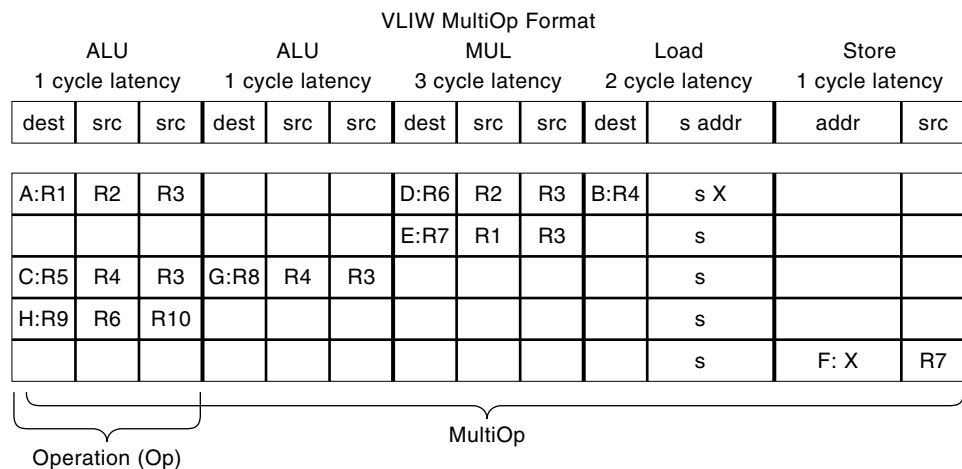 VLIW MultiOp Format
ALU ALU MUL Load Store
1 cycle latency 1 cycle latency 3 cycle latency 2 cycle latency 1 cycle latency
dest src src dest src src dest src src dest s addr addr src
A:R1 R2 R3 D:R6 R2 R3 B:R4 s X
E:R7 R1 R3 s
C:R5 R4 R3 G:R8 R4 R3 s
H:R9 R6 R10 s
s F: X R7
MultiOp
Operation (Op)